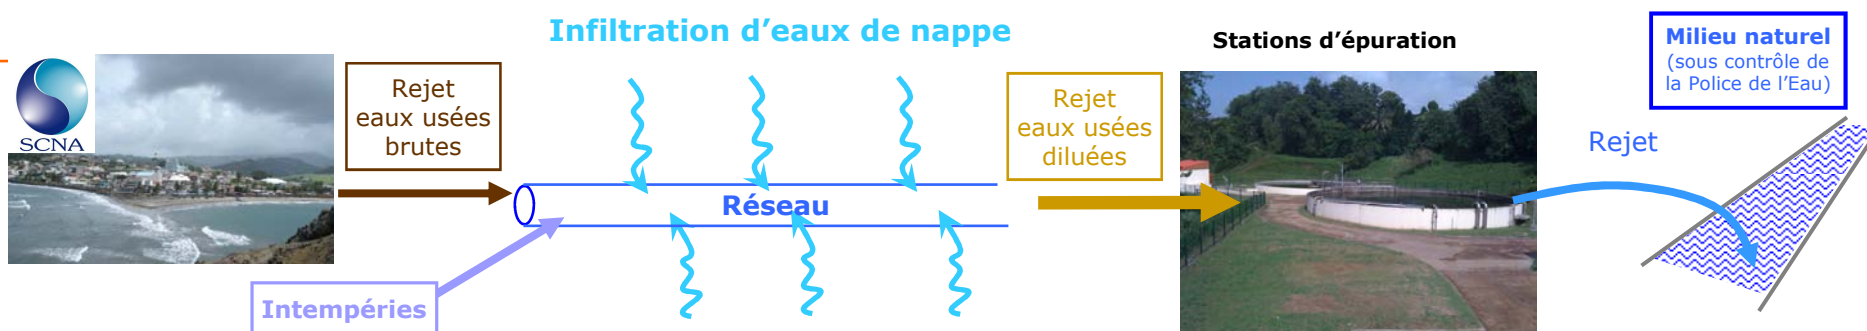 Infiltration d’eaux de nappe
Stations d’épuration
Milieu naturel
(sous contrôle de
la Police de l’Eau)
SCNA
Rejet
eaux usées
brutes
Rejet
eaux usées
diluées
Rejet
Réseau
Intempéries